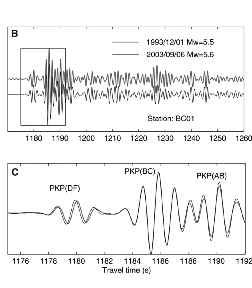 B
1993/12/01 Mw=5.5
2003/09/06 Mw=5.6
Station: BC01
1180 1190 1200 1210 1220 1230 1240 1250 1260
C
PKP(DF)
PKP(BC)
PKP(AB)
1176 1178 1180 1182 1184 1186 1188 1190 1192
Travel time (s)